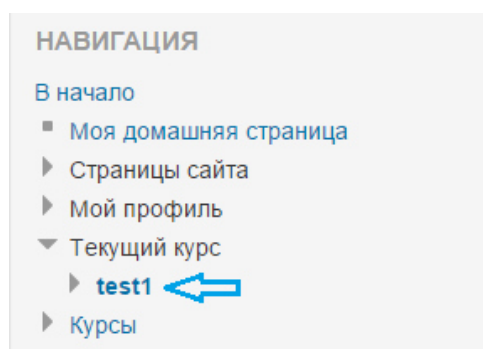 НАВИГАЦИЯ
В начало
Моя домашняя страница
Страницы сайта
Мой профиль
Текущий курс
test1
Курсы